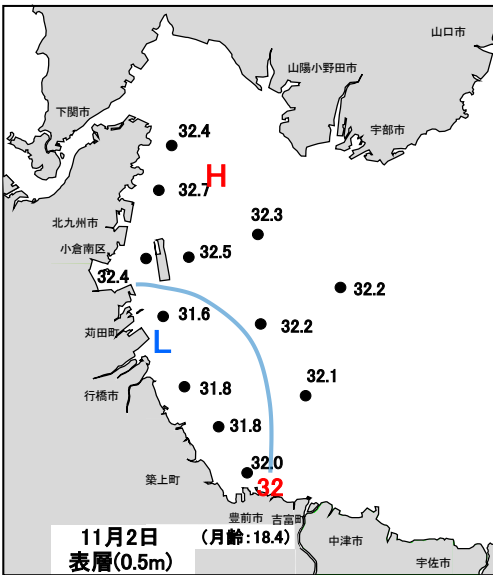 山口市
山陽小野田市
下関市
宇部市
32.4
H
32.7
北九州市
32.3
小倉南区
32.5
32.4
32.2
31.6
32.2
苅田町
L
行橋市
31.8
32.1
31.8
32.0
築上町
32
豊前市
吉富町
11月2日 (月齢:18.4)
表層(0.5m)
中津市
宇佐市